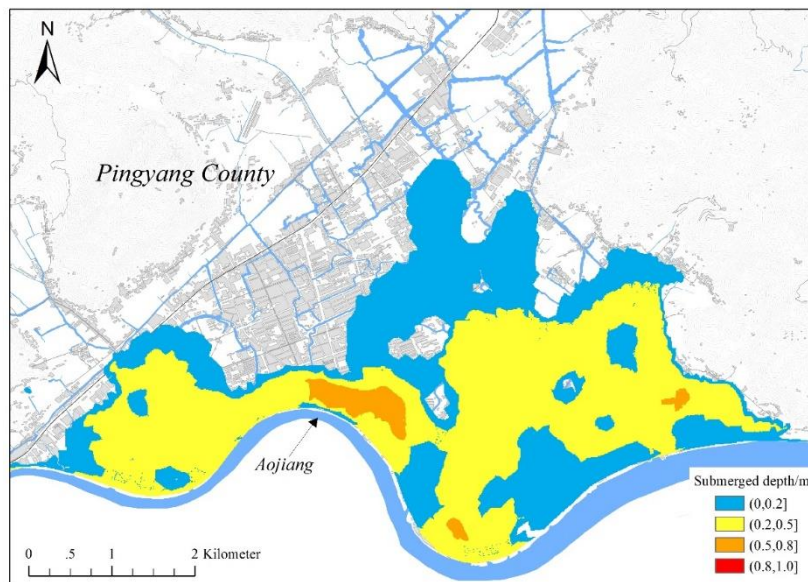 N
Pingyang County
Aojiang
Submerged depth/m
(0,0.2]
(0.2,0.5]
(0.5,0.8]
(0.8,1.0]
0 .5 1 2 Kilometer